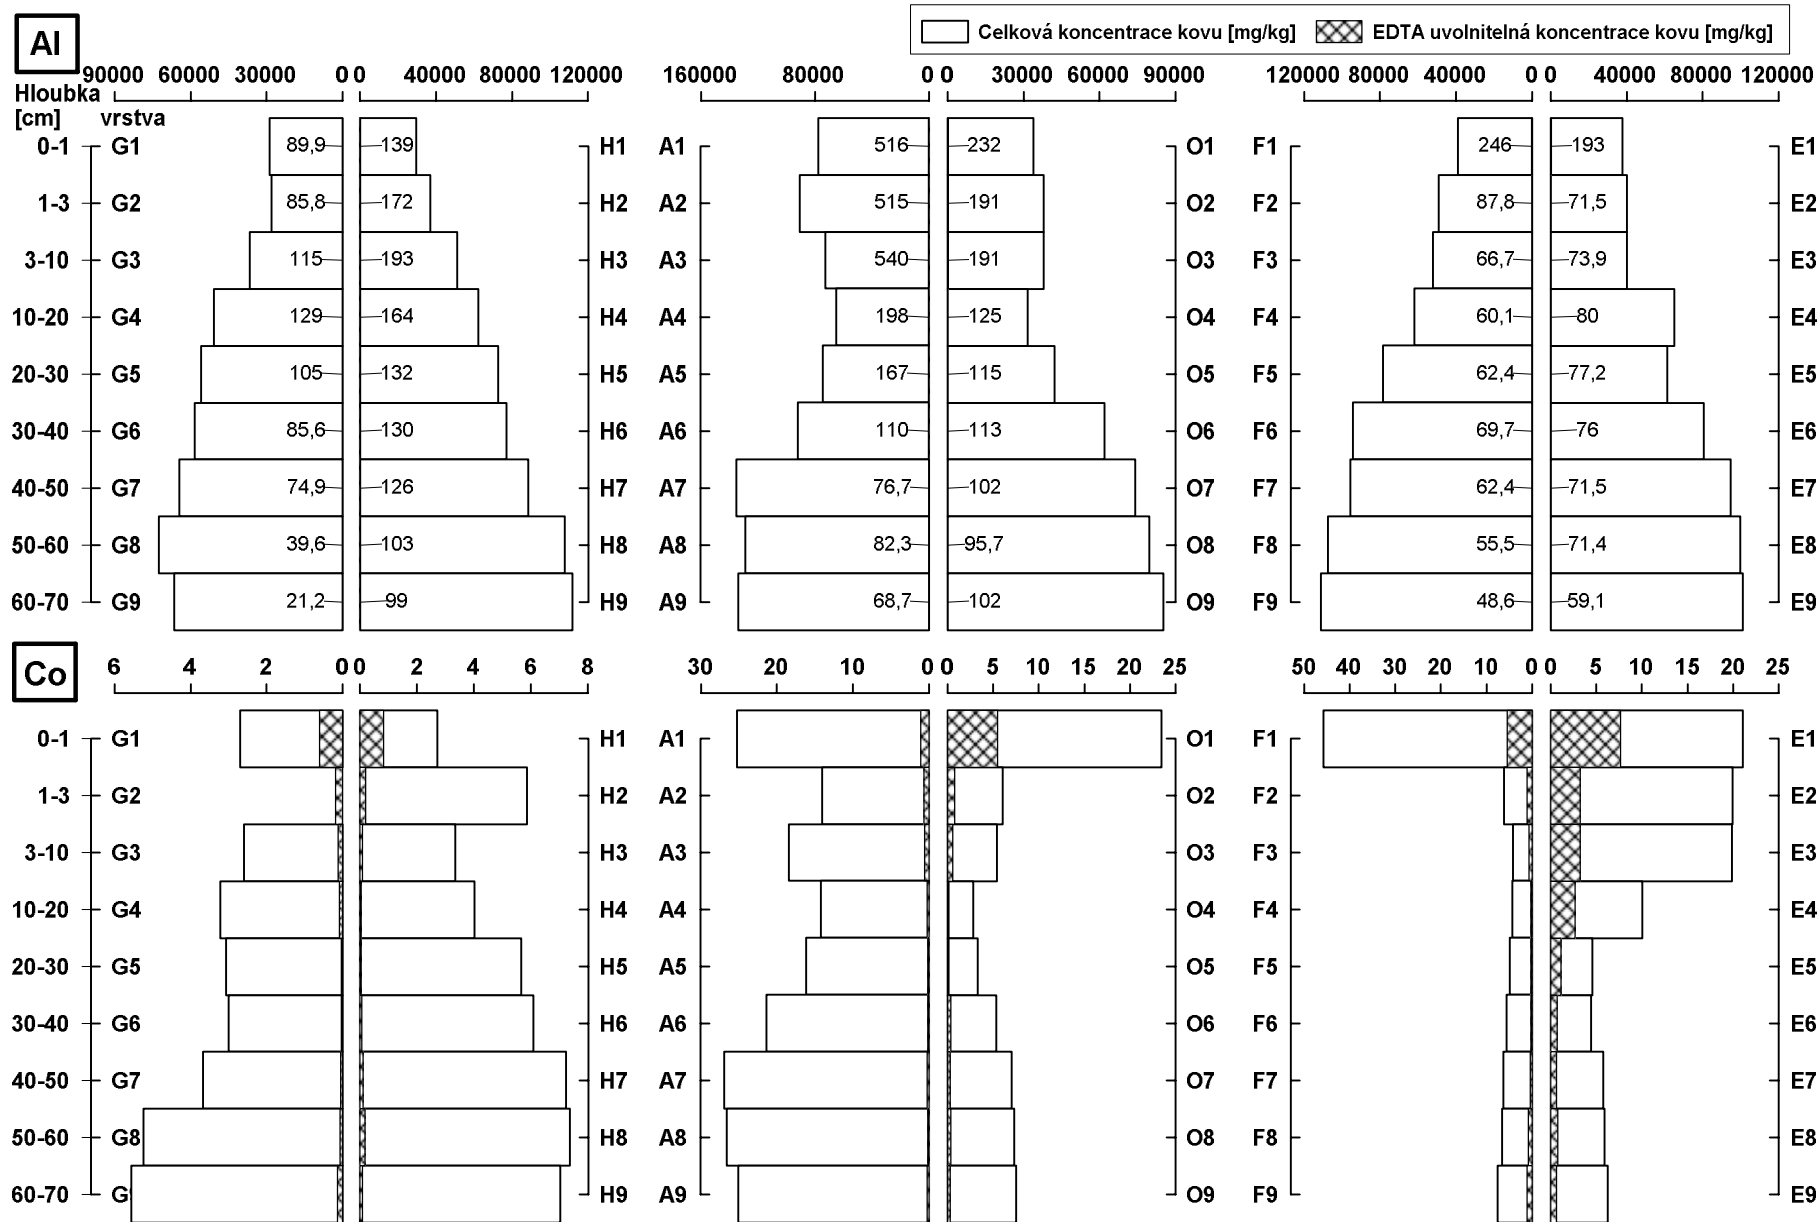 Celková koncentrace kovu [mg/kg] EDTA uvolnitelná koncentrace kovu [mg/kg]
Al
90000 60000 30000 0 0 40000 80000 120000 160000 80000 0 0 30000 60000 90000 120000 80000 40000 0 0 40000 80000 120000
Hloubka
[cm] vrstva
0-1 G1 89,9 139 H1 A1 516 232 O1 F1 246 193 E1
1-3 G2 85,8 172 H2 A2 515 191 O2 F2 87,8 71,5 E2
3-10 G3 115 193 H3 A3 540 191 O3 F3 66,7 73,9 E3
10-20 G4 129 164 H4 A4 198 125 O4 F4 60,1 80 E4
20-30 G5 105 132 H5 A5 167 115 O5 F5 62,4 77,2 E5
30-40 G6 85,6 130 H6 A6 110 113 O6 F6 69,7 76 E6
40-50 G7 74,9 126 H7 A7 76,7 102 O7 F7 62,4 71,5 E7
50-60 G8 39,6 103 H8 A8 82,3 95,7 O8 F8 55,5 71,4 E8
60-70 G9 21,2 99 H9 A9 68,7 102 O9 F9 48,6 59,1 E9
Co
6 4 2 0 0 2 4 6 8 30 20 10 0 0 5 10 15 20 25 50 40 30 20 10 0 0 5 10 15 20 25
0-1 G1 H1 A1 O1 F1 E1
1-3 G2 H2 A2 O2 F2 E2
3-10 G3 H3 A3 O3 F3 E3
10-20 G4 H4 A4 O4 F4 E4
20-30 G5 H5 A5 O5 F5 E5
30-40 G6 H6 A6 O6 F6 E6
40-50 G7 H7 A7 O7 F7 E7
50-60 G8 H8 A8 O8 F8 E8
60-70 H9 A9 O9 F9 E9